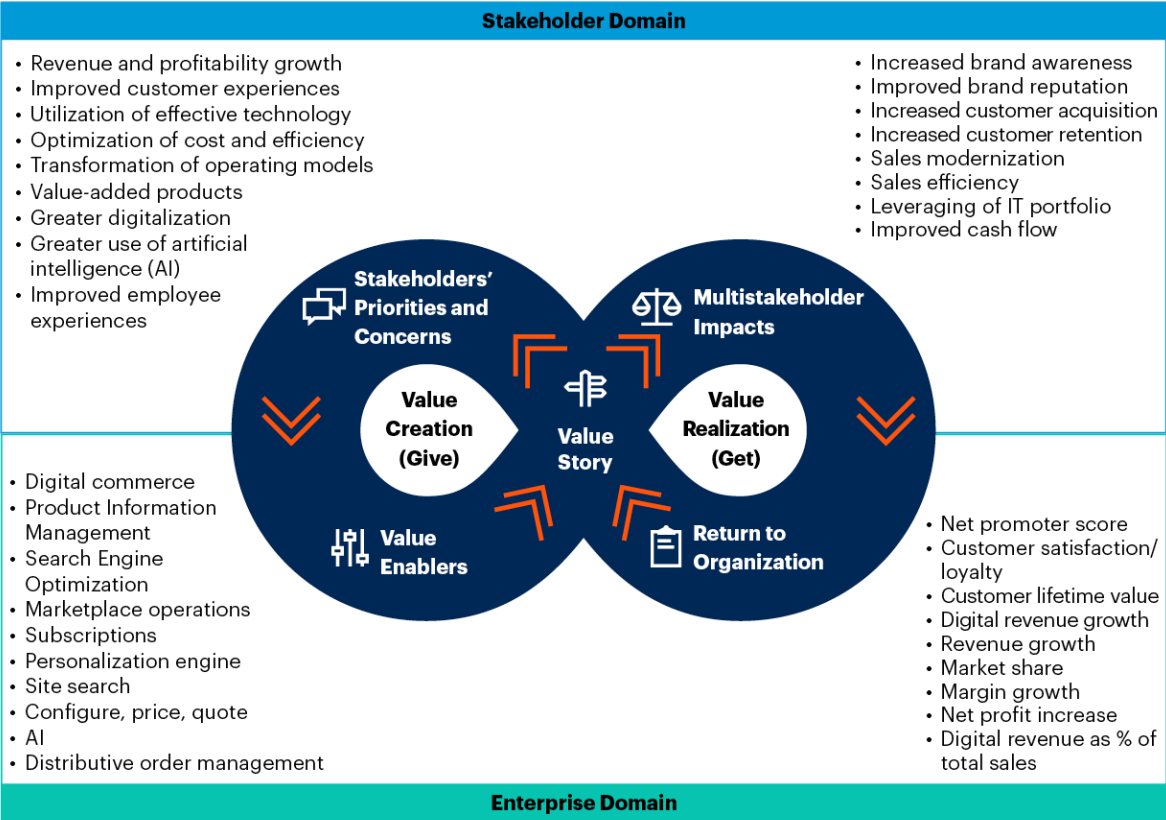 Stakeholder Domain
• Revenue and profitability growth
• Improved customer experiences
• Utilization of effective technology
• Optimization of cost and efficiency
• Transformation of operating models
• Value-added products
• Greater digitalization
• Greater use of artificial
intelligence (AI)
• Improved employee
experiences
• Increased brand awareness
• Improved brand reputation
• Increased customer acquisition
• Increased customer retention
• Sales modernization
• Sales efficiency
• Leveraging of IT portfolio
• Improved cash flow
Stakeholders’
Priorities and
Concerns
Multistakeholder
Impacts
Value
Creation
(Give)
Value
Story
Value
Realization
(Get)
Value
Enablers
Return to
Organization
• Digital commerce
• Product Information
Management
• Search Engine
Optimization
• Marketplace operations
• Subscriptions
• Personalization engine
• Site search
• Configure, price, quote
• AI
• Distributive order management
• Net promoter score
• Customer satisfaction/
loyalty
• Customer lifetime value
• Digital revenue growth
• Revenue growth
• Market share
• Margin growth
• Net profit increase
• Digital revenue as % of
total sales
Enterprise Domain